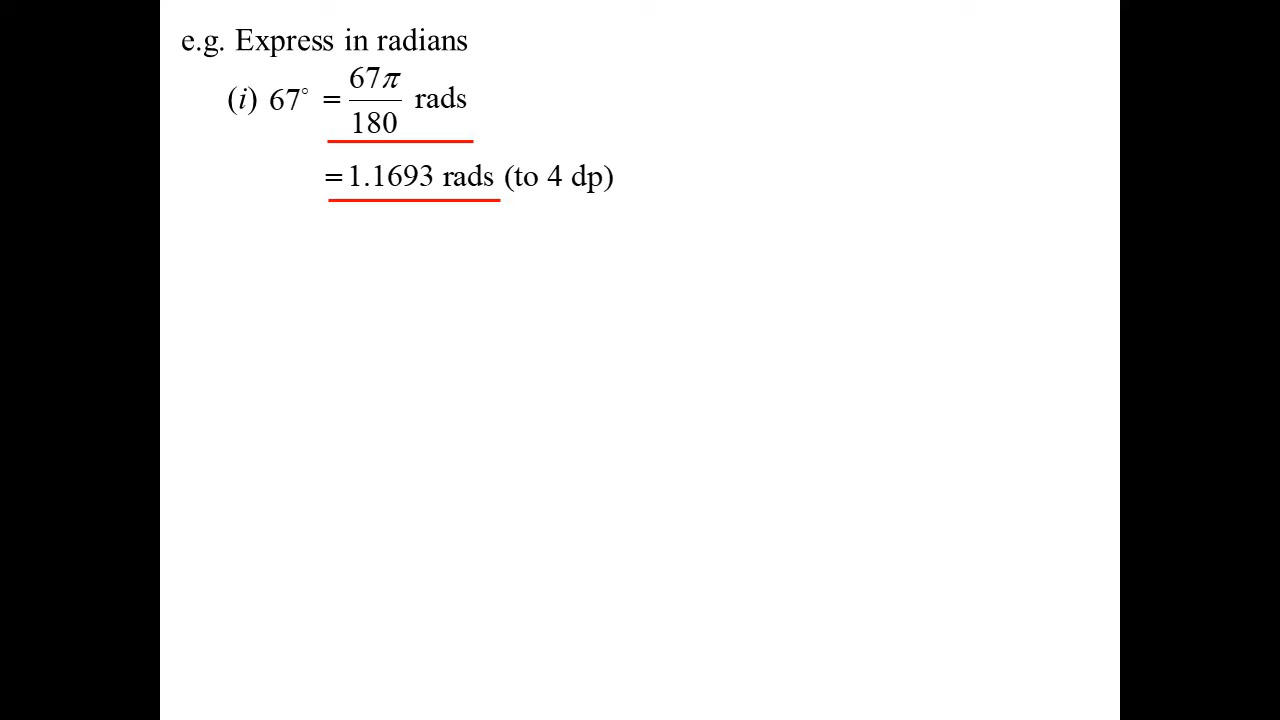 e.g. Express in radians
(i) 67° = 67π/180 rads
= 1.1693 rads (to 4 dp)